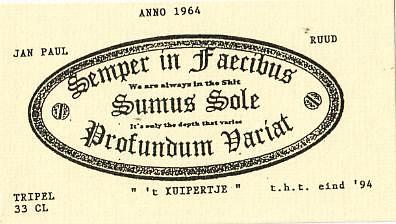 ANNO 1964
JAN PAUL
RUUD
Semper in Faecibus
We are always in the Shit
Sumus Sole
It's only the depth that varies
Profundum Variat
TRIPEL
33 CL
" 't KUIPERTJE "
t.h.t. eind '94